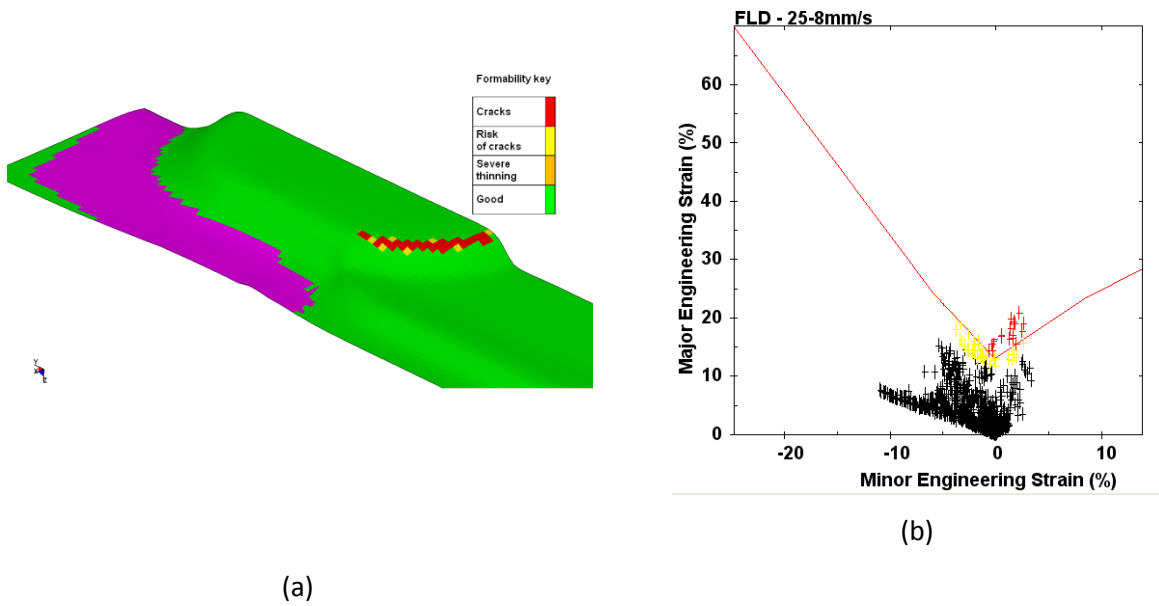 Formability key
Cracks
Risk
of cracks
Severe
thinning
Good
Y
X
Z
(a)
FLD - 25-8mm/s
Major Engineering Strain (%)
60
50
40
30
20
10
0
-20
-10
0
10
Minor Engineering Strain (%)
(b)